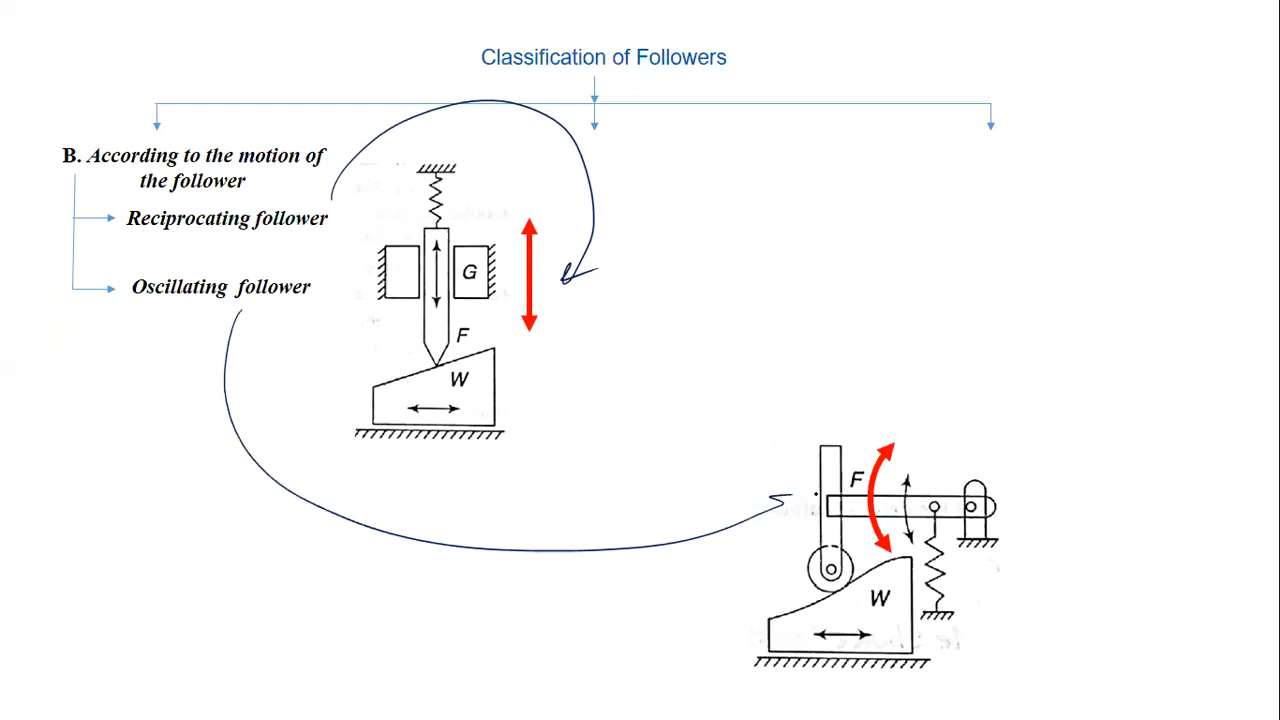 Classification of Followers
B. According to the motion of
the follower
Reciprocating follower
Oscillating follower
G
F
W
F
W